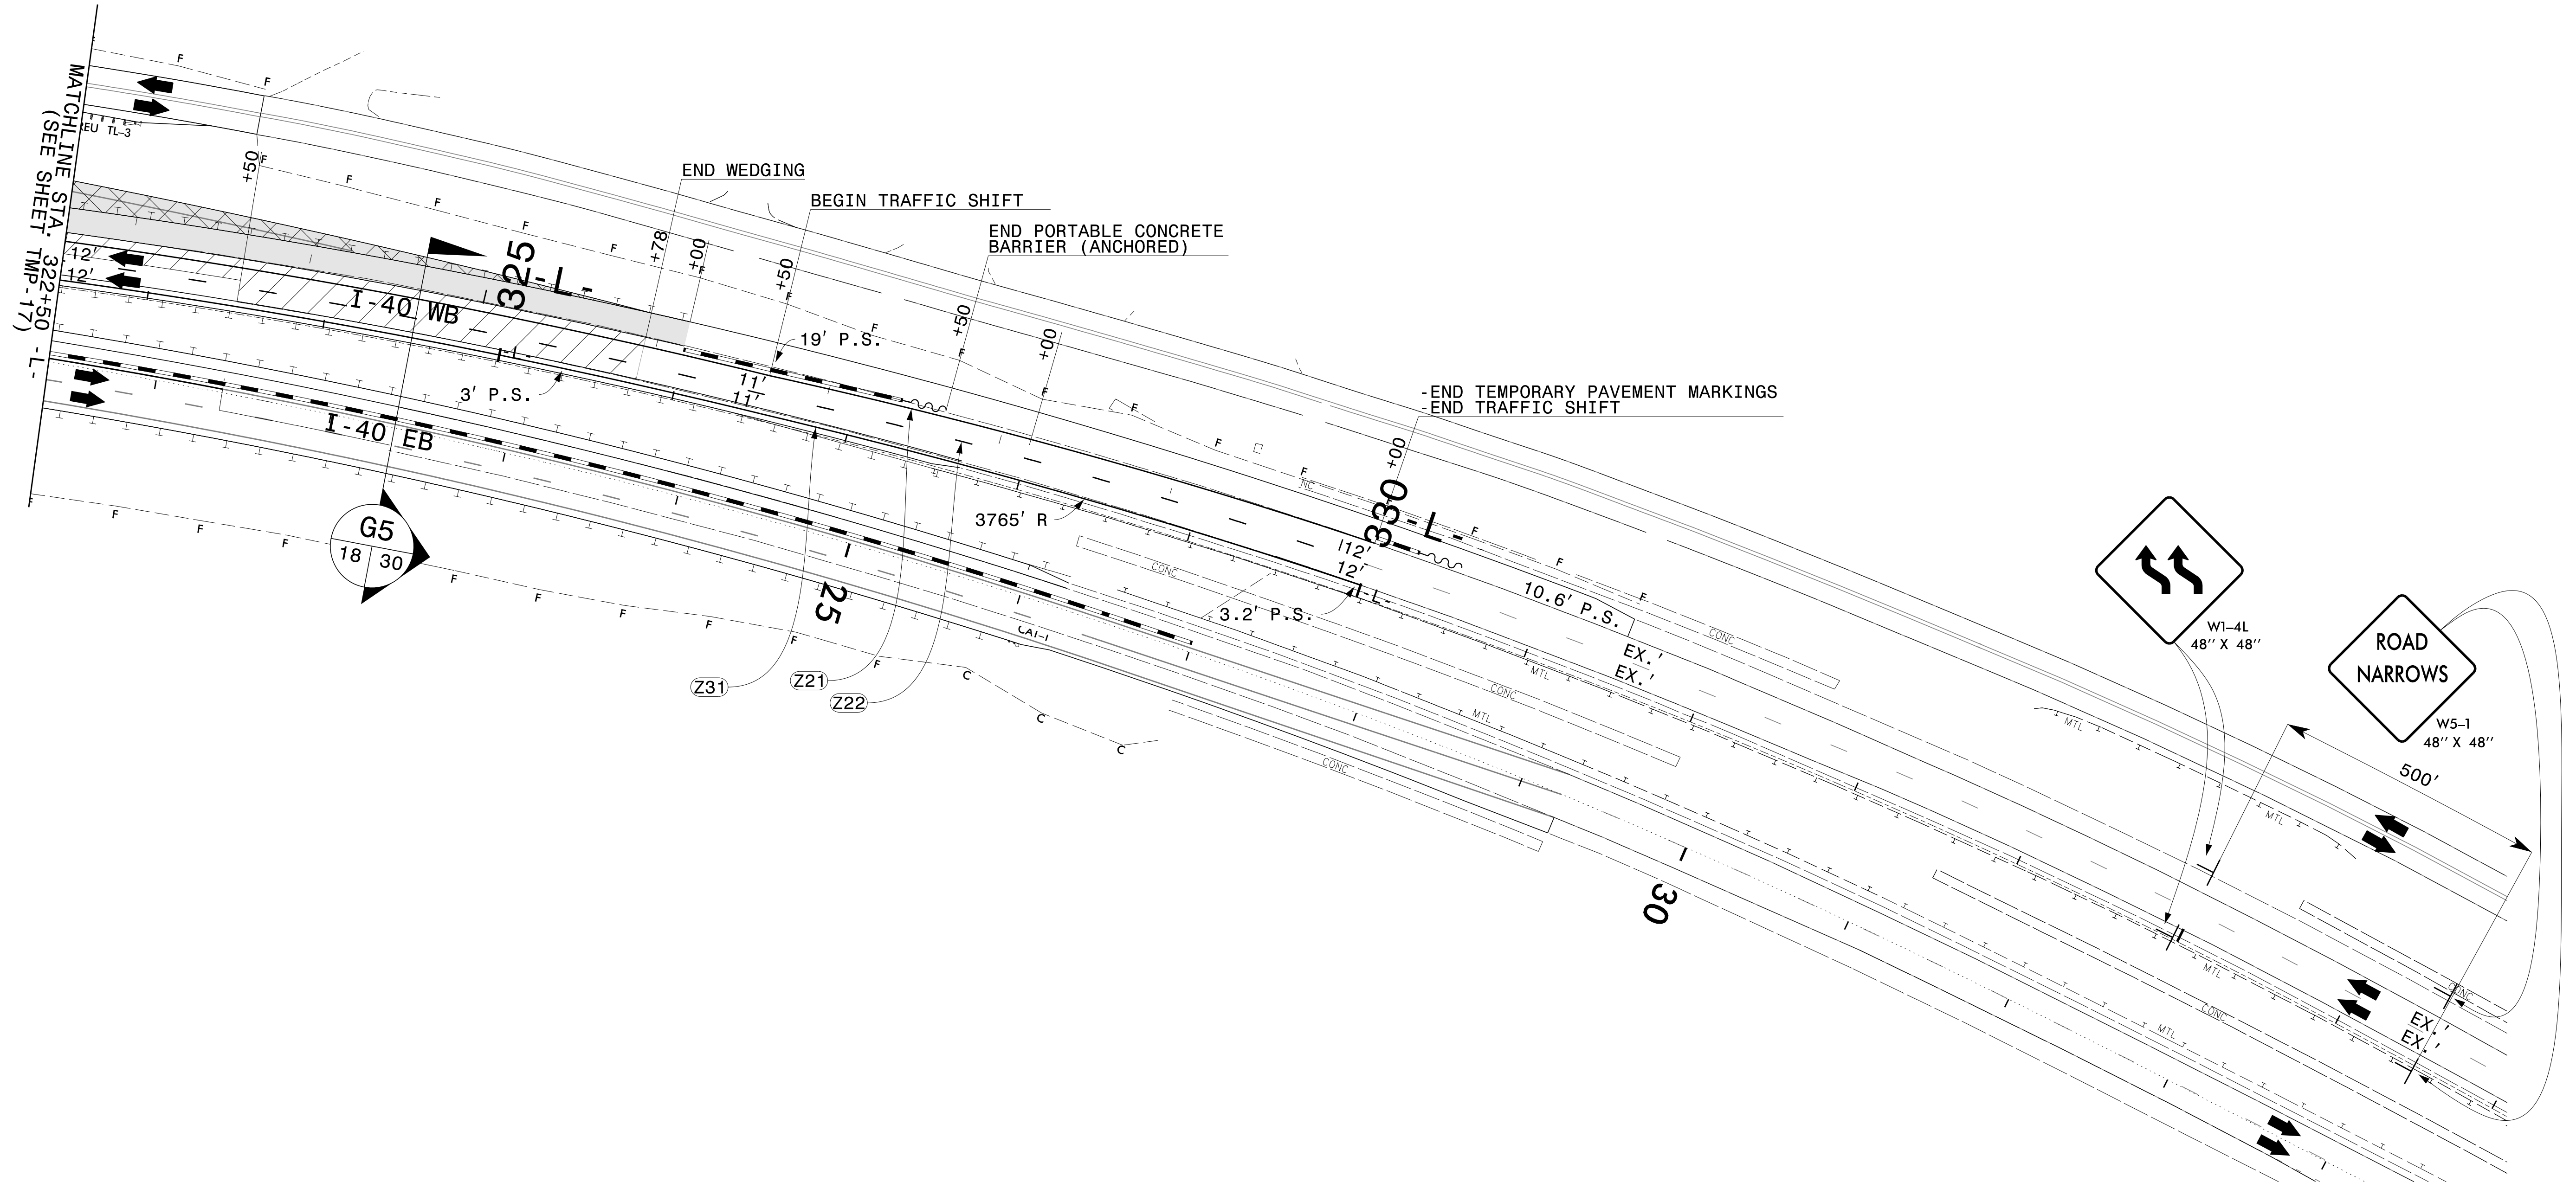 MATCHLINE STA. 322+50 -L-
(SEE SHEET TMP-17)
F
F
TL-3
+50
F
F
F
F
F
12'
12'
I-40 WB
325
-L-
END WEDGING
BEGIN TRAFFIC SHIFT
END PORTABLE CONCRETE
BARRIER (ANCHORED)
+78
+00
F
+50
F
+50
+00
F
F
F
F
F
F
NC
19' P.S.
11'
11'
3' P.S.
-L-
I-40 EB
G5
18
30
F
F
F
F
F
F
F
F
F
F
C
C
C
25
Z31
Z21
Z22
3765' R
-END TEMPORARY PAVEMENT MARKINGS
-END TRAFFIC SHIFT
+00
330
-L-
F
F
F
12'
12'
-L-
3.2' P.S.
10.6' P.S.
EX.'
EX.'
CONC
CONC
CONC
CONC
MTL
MTL
30
W1-4L
48" X 48"
ROAD
NARROWS
W5-1
48" X 48"
500'
MTL
MTL
MTL
MTL
CONC
CONC
EX.'
EX.'